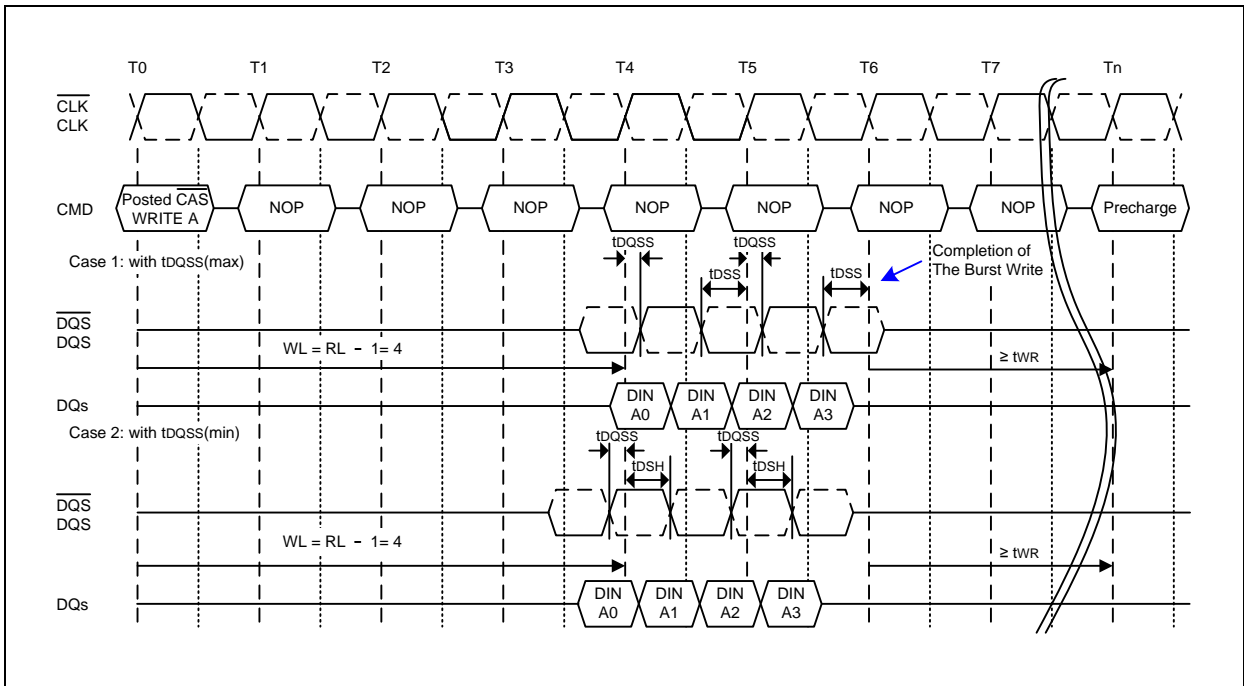 T0 T1 T2 T3 T4 T5 T6 T7 Tn
CLK
CLK
CMD
Posted CAS
WRITE A
NOP NOP NOP NOP NOP NOP NOP Precharge
Case 1: with tDQSS(max)
tDQSS tDQSS
tDSS tDSS
Completion of
The Burst Write
DQS
DQS
WL = RL - 1= 4
≥ tWR
DQs
DIN
A0
DIN
A1
DIN
A2
DIN
A3
Case 2: with tDQSS(min)
tDQSS tDQSS
tDSH tDSH
DQS
DQS
WL = RL - 1= 4
≥ tWR
DQs
DIN
A0
DIN
A1
DIN
A2
DIN
A3